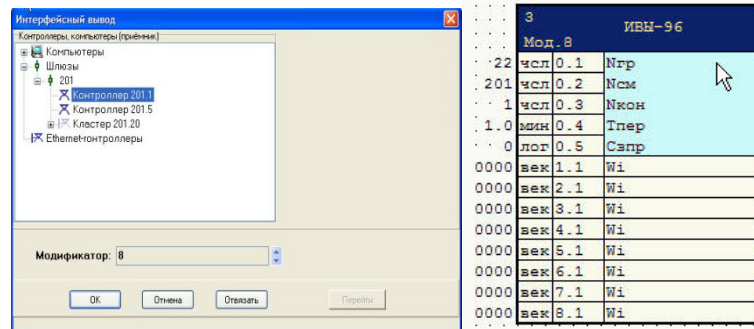 Интерфейсный вывод
Контроллеры, компьютеры (приёмник)
Компьютеры
Шлюзы
201
Контроллер 201.1
Контроллер 201.5
Кластер 201.20
Ethernet-контроллеры
Модификатор: 8
OK Отмена Отвязать Перейти
3 ИВЫ-96
Мод.8
22 чсл 0.1 Nгр
201 чсл 0.2 Nсм
1 чсл 0.3 Nкон
1.0 мин 0.4 Тпер
0 лог 0.5 Сзпр
0000 век 1.1 Wi
0000 век 2.1 Wi
0000 век 3.1 Wi
0000 век 4.1 Wi
0000 век 5.1 Wi
0000 век 6.1 Wi
0000 век 7.1 Wi
0000 век 8.1 Wi